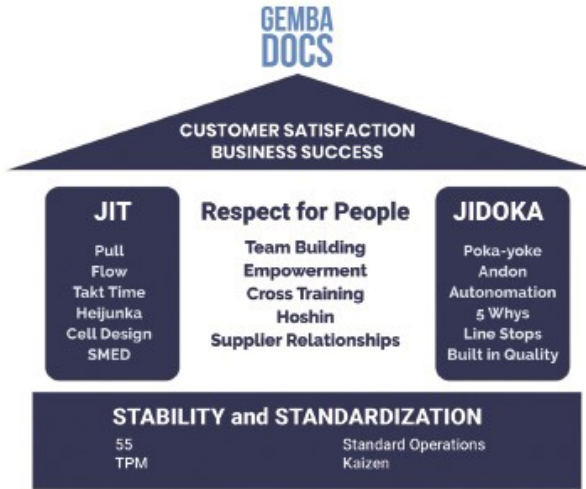 GEMBA
DOCS
CUSTOMER SATISFACTION
BUSINESS SUCCESS
JIT
Pull
Flow
Takt Time
Heijunka
Cell Design
SMED
Respect for People
Team Building
Empowerment
Cross Training
Hoshin
Supplier Relationships
JIDOKA
Poka-yoke
Andon
Autonomation
5 Whys
Line Stops
Built in Quality
STABILITY and STANDARDIZATION
55
TPM
Standard Operations
Kaizen